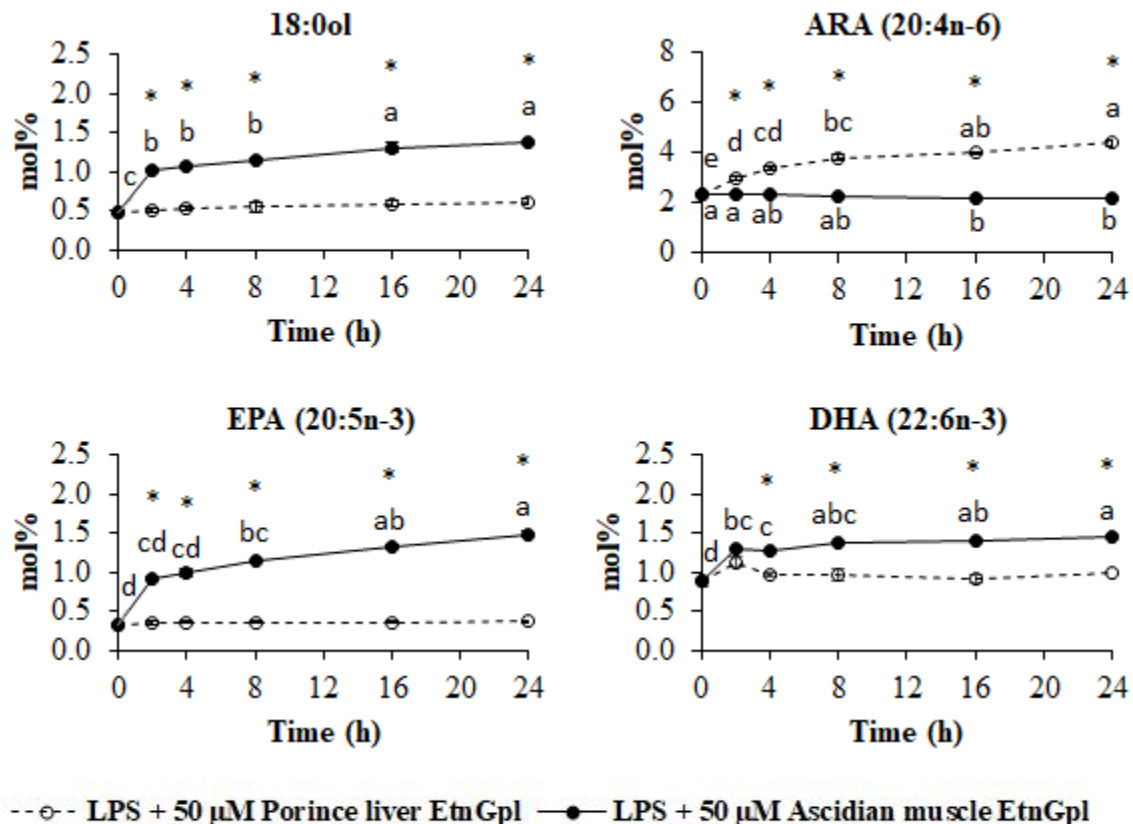 18:0ol
2.5
2.0
1.5
1.0
0.5
0.0
mol%
* * * * *
c b b b a a
0 4 8 12 16 20 24
Time (h)
ARA (20:4n-6)
8
6
4
2
0
mol%
* * * * *
e d cd bc ab a
a a ab ab b b
0 4 8 12 16 20 24
Time (h)
EPA (20:5n-3)
2.5
2.0
1.5
1.0
0.5
0.0
mol%
* * * * *
d cd cd bc ab a
0 4 8 12 16 20 24
Time (h)
DHA (22:6n-3)
2.5
2.0
1.5
1.0
0.5
0.0
mol%
* * * *
d bc c abc ab a
0 4 8 12 16 20 24
Time (h)
LPS + 50 μM Porince liver EtnGpl LPS + 50 μM Ascidian muscle EtnGpl